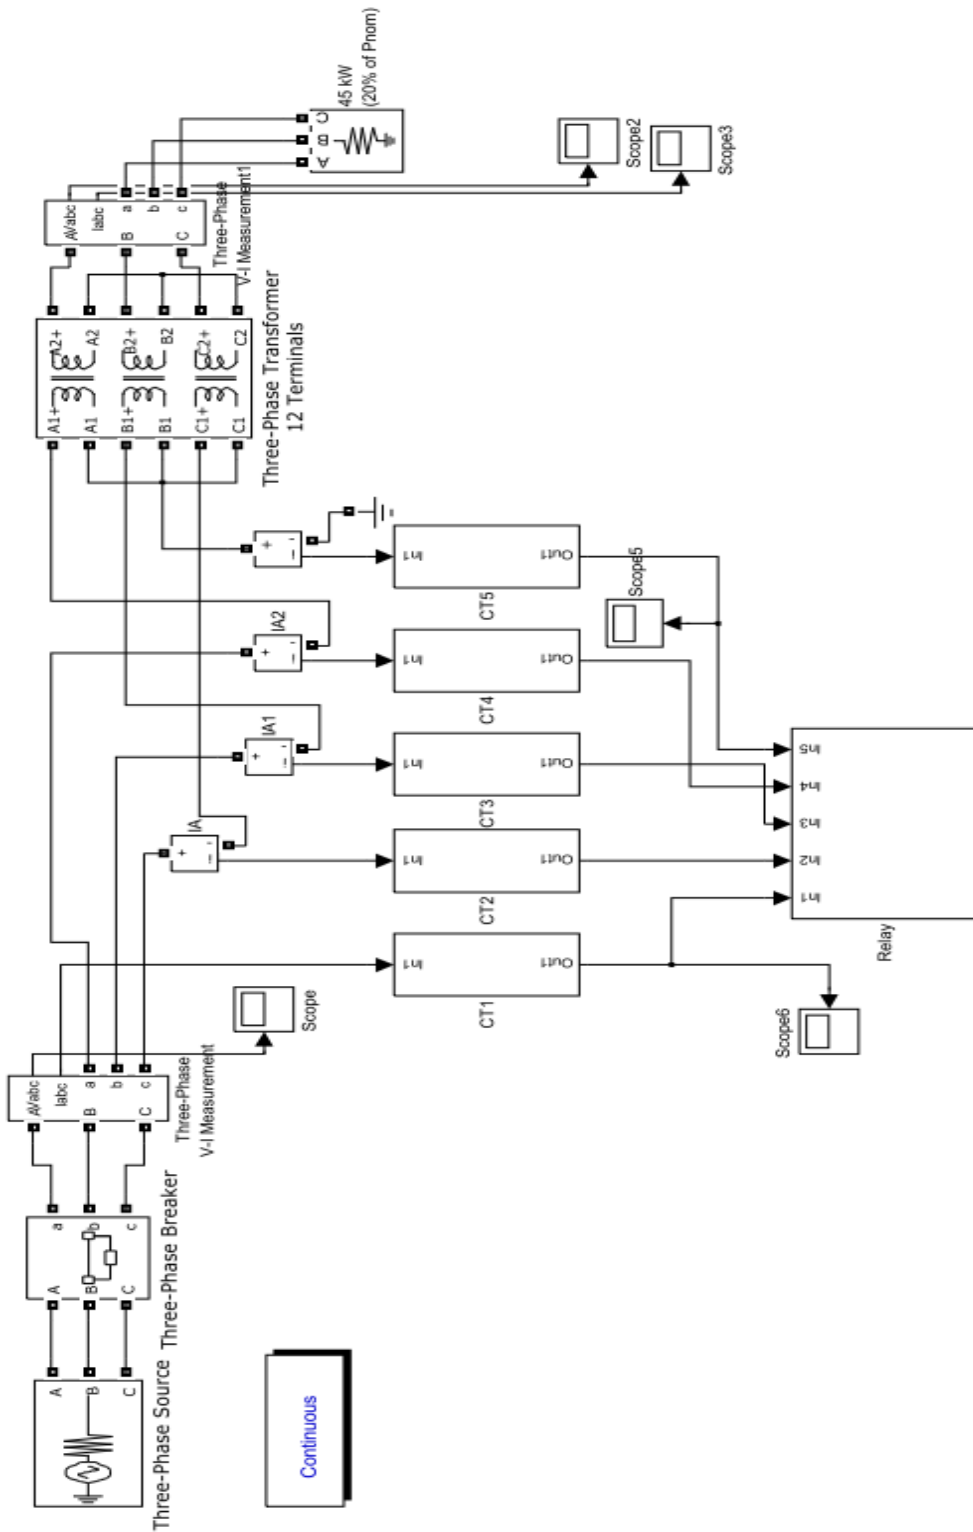 A
B
C
Three-Phase Source
A
B
C
a
b
c
Three-Phase Breaker
A
B
C
Vabc
Iabc
a
b
c
Three-Phase
V-I Measurement
Scope
IA
+
-
i
IA1
+
-
i
IA2
+
-
i
+
-
i
A1+
A1
B1+
B1
C1+
C1
A2+
A2
B2+
B2
C2+
C2
Three-Phase Transformer
12 Terminals
A
B
C
Vabc
Iabc
a
b
c
Three-Phase
V-I Measurement1
A
B
C
45 kW
(20% of Pnom)
Scope2
Scope3
In1
Out1
CT1
In1
Out1
CT2
In1
Out1
CT3
In1
Out1
CT4
In1
Out1
CT5
Scope5
Scope6
In1
In2
In3
In4
In5
Relay
Continuous